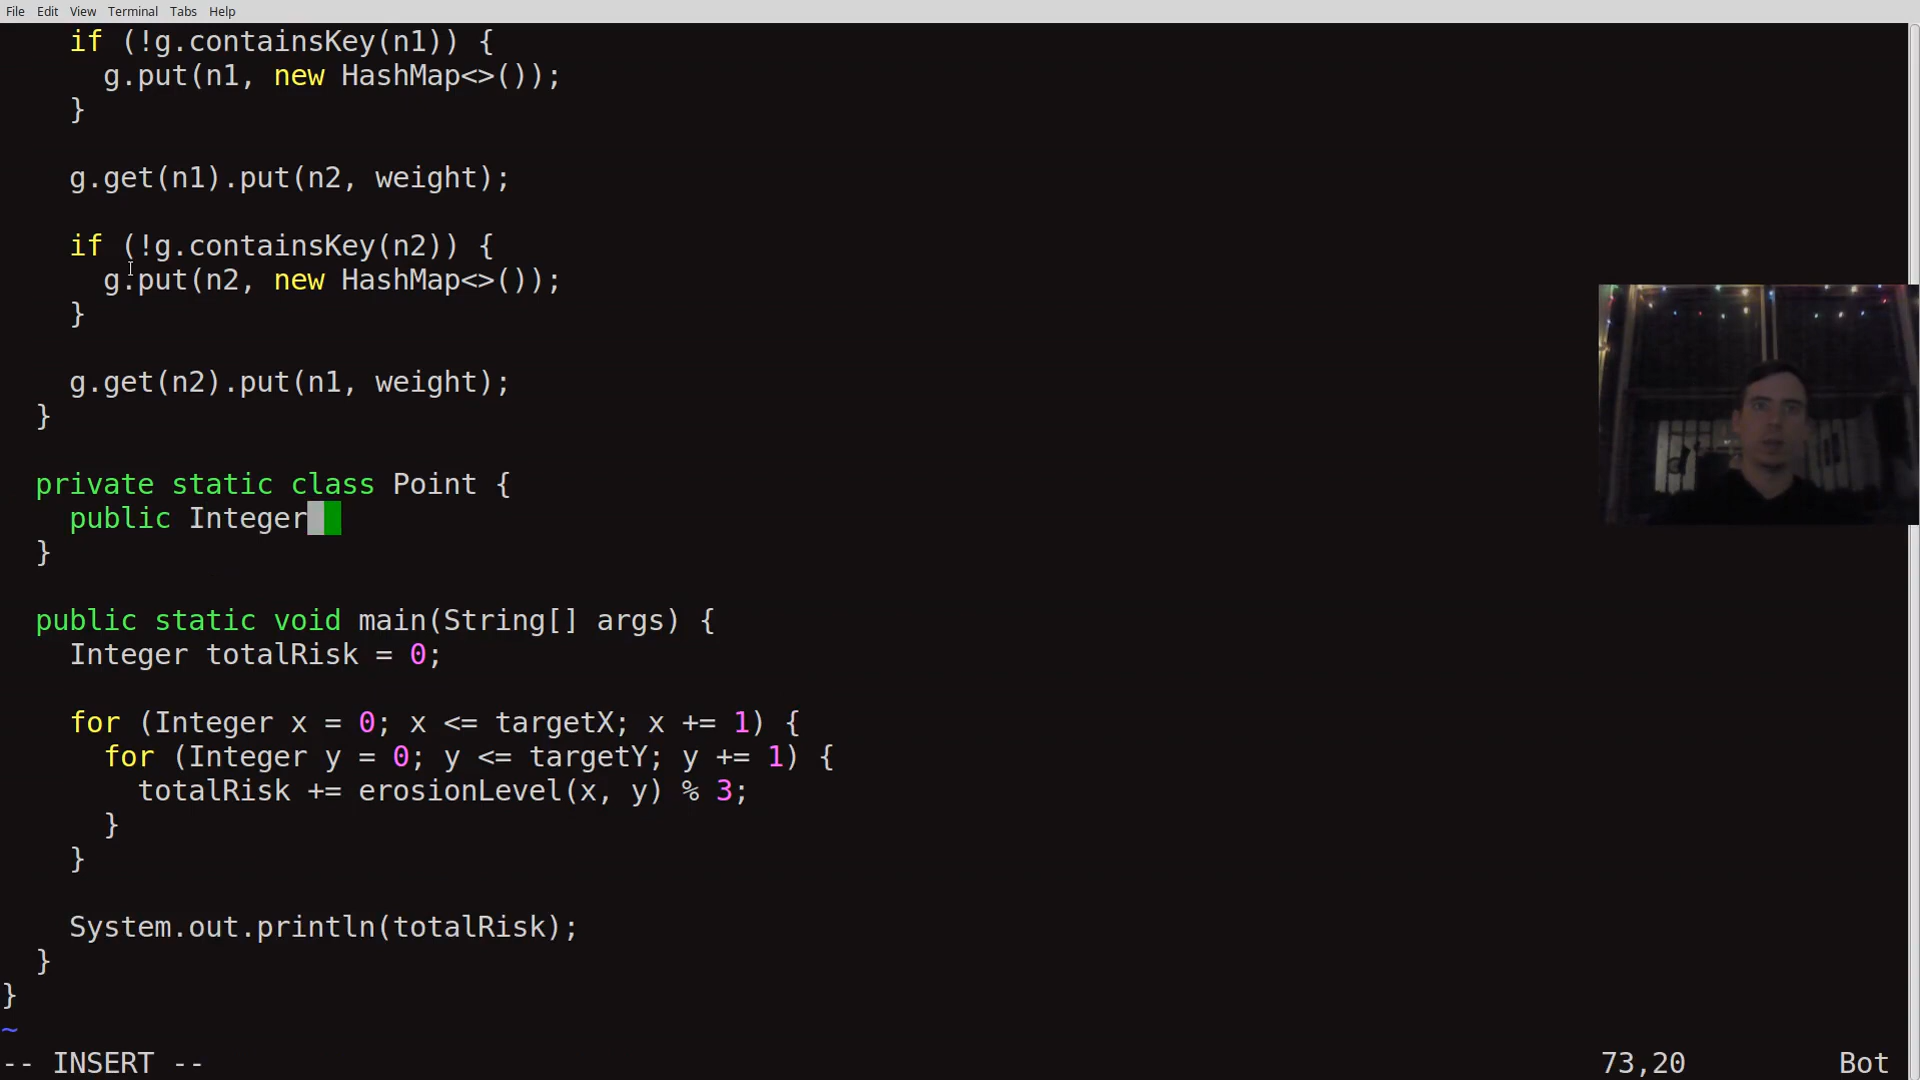 File Edit View Terminal Tabs Help
if (!g.containsKey(n1)) {
g.put(n1, new HashMap<>());
}
g.get(n1).put(n2, weight);
if (!g.containsKey(n2)) {
g.put(n2, new HashMap<>());
}
g.get(n2).put(n1, weight);
}
private static class Point {
public Integer
}
public static void main(String[] args) {
Integer totalRisk = 0;
for (Integer x = 0; x <= targetX; x += 1) {
for (Integer y = 0; y <= targetY; y += 1) {
totalRisk += erosionLevel(x, y) % 3;
}
}
System.out.println(totalRisk);
}
}
~
-- INSERT -- 73,20 Bot